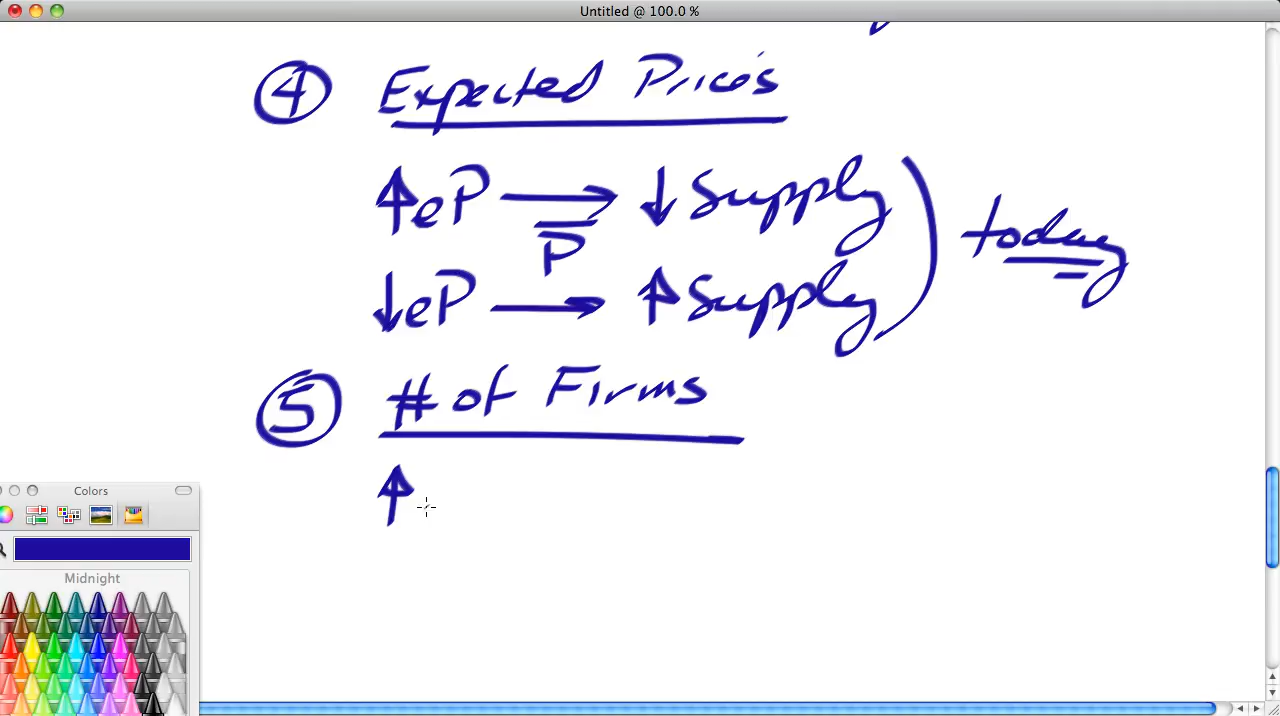 Untitled @ 100.0 %
④ Expected Prices
↑eP → ↓ Supply
P
today
↓eP → ↑ Supply
⑤ # of Firms
↑
Colors
Midnight